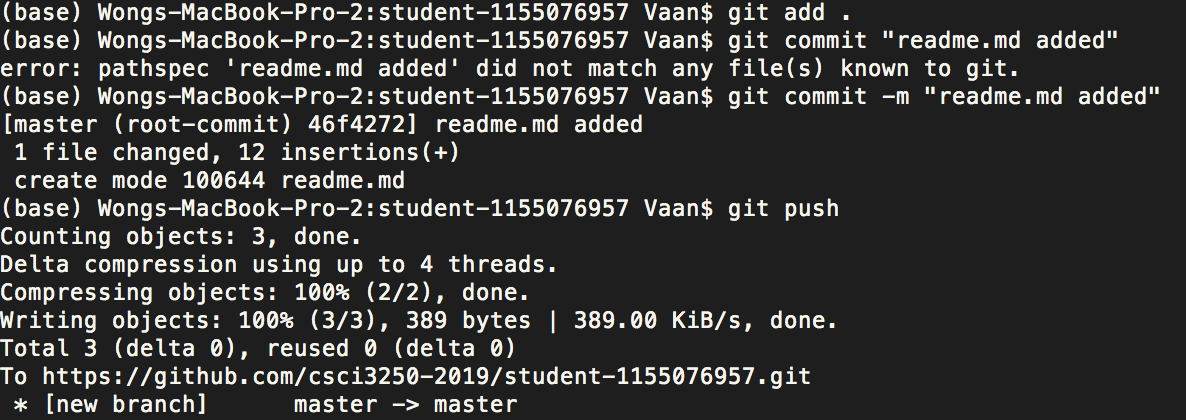 (base) Wongs-MacBook-Pro-2:student-1155076957 Vaan$ git add .
(base) Wongs-MacBook-Pro-2:student-1155076957 Vaan$ git commit "readme.md added"
error: pathspec 'readme.md added' did not match any file(s) known to git.
(base) Wongs-MacBook-Pro-2:student-1155076957 Vaan$ git commit -m "readme.md added"
[master (root-commit) 46f4272] readme.md added
 1 file changed, 12 insertions(+)
 create mode 100644 readme.md
(base) Wongs-MacBook-Pro-2:student-1155076957 Vaan$ git push
Counting objects: 3, done.
Delta compression using up to 4 threads.
Compressing objects: 100% (2/2), done.
Writing objects: 100% (3/3), 389 bytes | 389.00 KiB/s, done.
Total 3 (delta 0), reused 0 (delta 0)
To https://github.com/csci3250-2019/student-1155076957.git
 * [new branch]      master -> master